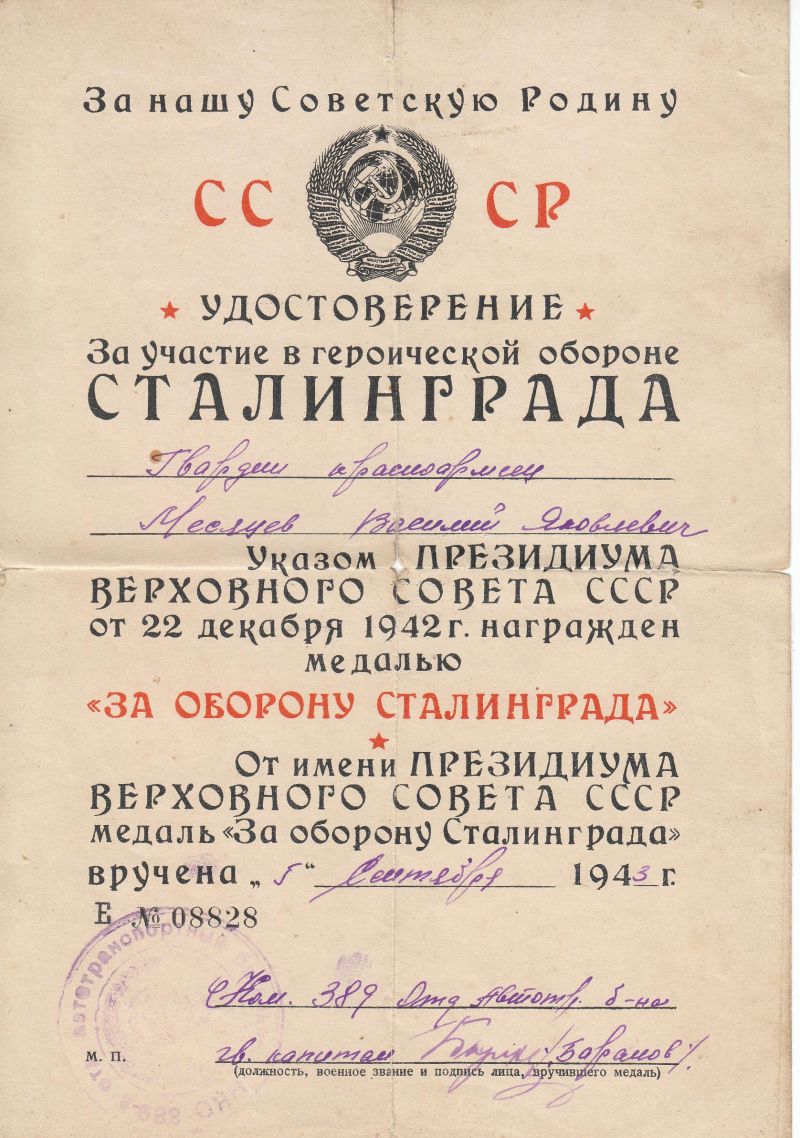 За нашу Советскую Родину
СС СР
УДОСТОВЕРЕНИЕ
За участие в героической обороне
СТАЛИНГРАДА
Гвардии красноармеец
Месяцев Василий Яковлевич
Указом ПРЕЗИДИУМА
ВЕРХОВНОГО СОВЕТА СССР
от 22 декабря 1942 г. награжден
медалью
«ЗА ОБОРОНУ СТАЛИНГРАДА»
От имени ПРЕЗИДИУМА
ВЕРХОВНОГО СОВЕТА СССР
медаль «За оборону Сталинграда»
вручена „5“ Сентября 1943 г.
Е № 08828
автотранспортный
Ком. 389 Отд Автотр. б-на
М. П.
гв. капитан /Баранов/.
(должность, военное звание и подпись лица, вручившего медаль)